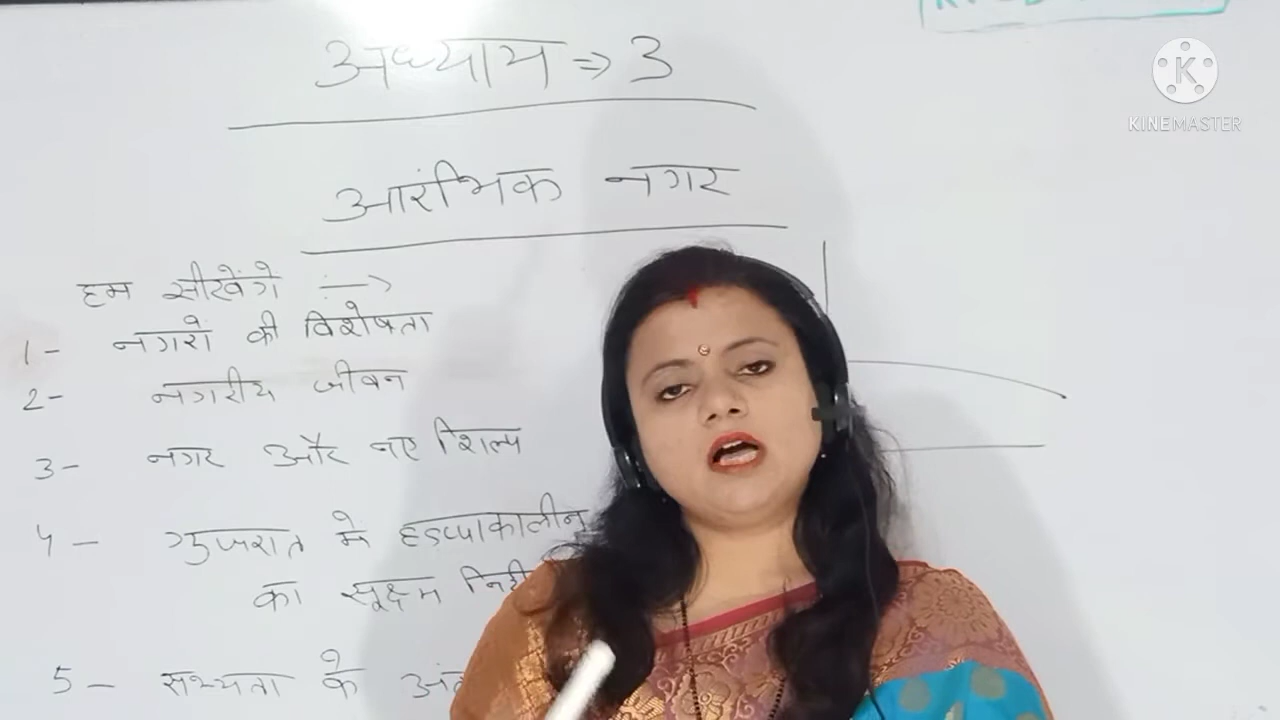 अध्याय ⇒ 3
आरंभिक नगर
हम सीखेंगे ÷→
1- नगरों की विशेषता
2- नगरीय जीवन
3- नगर और नए शिल्प
4- गुजरात मे हडप्पाकालीन
का सूक्ष्म
5- सभ्यता के
KINEMASTER